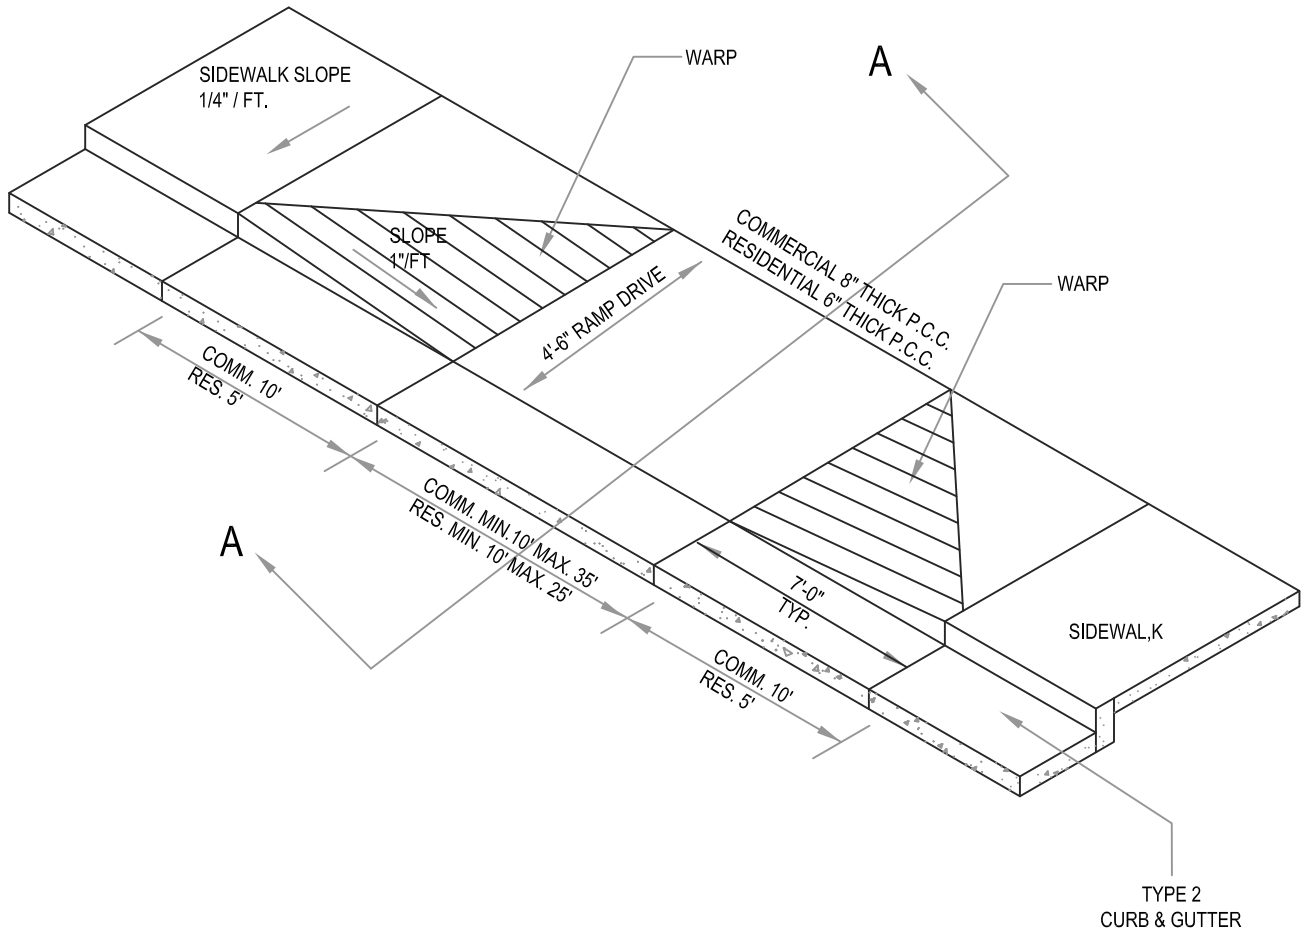 WARP
A
SIDEWALK SLOPE
1/4" / FT.
COMMERCIAL 8" THICK P.C.C.
RESIDENTIAL 6" THICK P.C.C.
SLOPE
1"/FT
WARP
4'-6" RAMP DRIVE
COMM. 10'
RES. 5'
COMM. MIN.10' MAX. 35'
RES. MIN. 10' MAX. 25'
A
7'-0"
TYP.
SIDEWAL,K
COMM. 10'
RES. 5'
TYPE 2
CURB & GUTTER